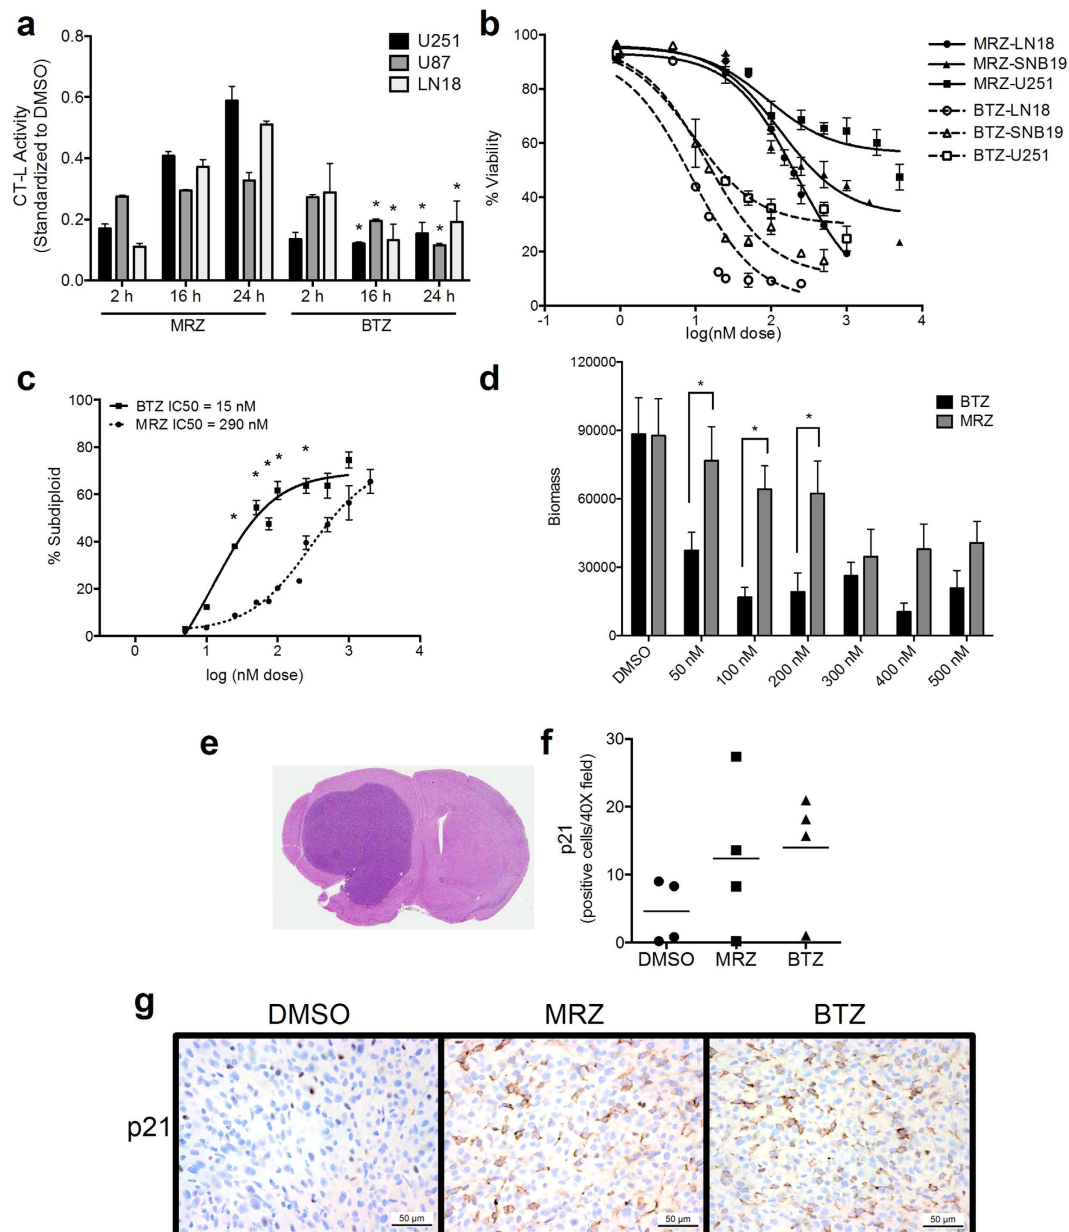 a
CT-L Activity
(Standardized to DMSO)
0.8
0.6
0.4
0.2
0.0
U251
U87
LN18
* * * * * *
2 h 16 h 24 h 2 h 16 h 24 h
MRZ BTZ
b
% Viability
100
80
60
40
20
0
-1 0 1 2 3 4
log(nM dose)
MRZ-LN18
MRZ-SNB19
MRZ-U251
BTZ-LN18
BTZ-SNB19
BTZ-U251
c
% Subdiploid
100
80
60
40
20
0
BTZ IC50 = 15 nM
MRZ IC50 = 290 nM
* * * * *
0 1 2 3 4
log (nM dose)
d
Biomass
120000
90000
60000
30000
0
* * *
BTZ
MRZ
DMSO 50 nM 100 nM 200 nM 300 nM 400 nM 500 nM
e
f
p21
(positive cells/40X field)
30
20
10
0
DMSO MRZ BTZ
g
DMSO MRZ BTZ
p21
50 µm 50 µm 50 µm